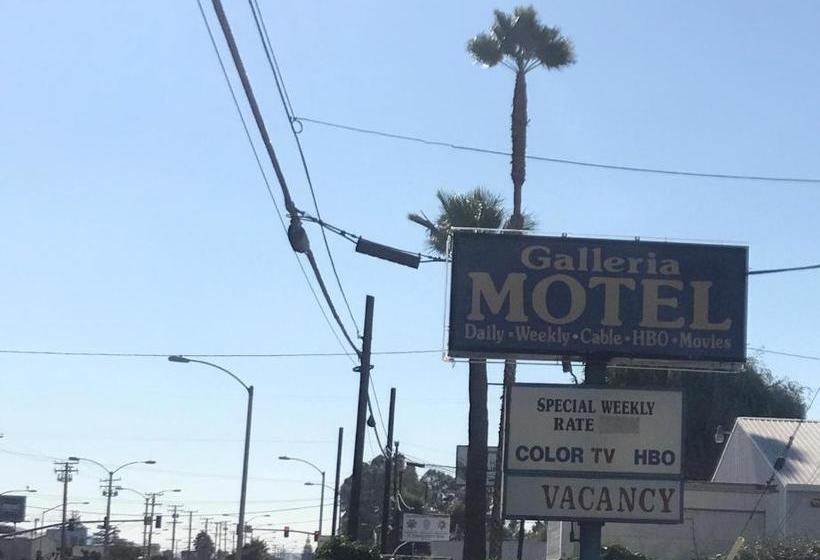 Galleria
MOTEL
Daily • Weekly • Cable • HBO • Movies
SPECIAL WEEKLY
RATE
COLOR TV HBO
VACANCY